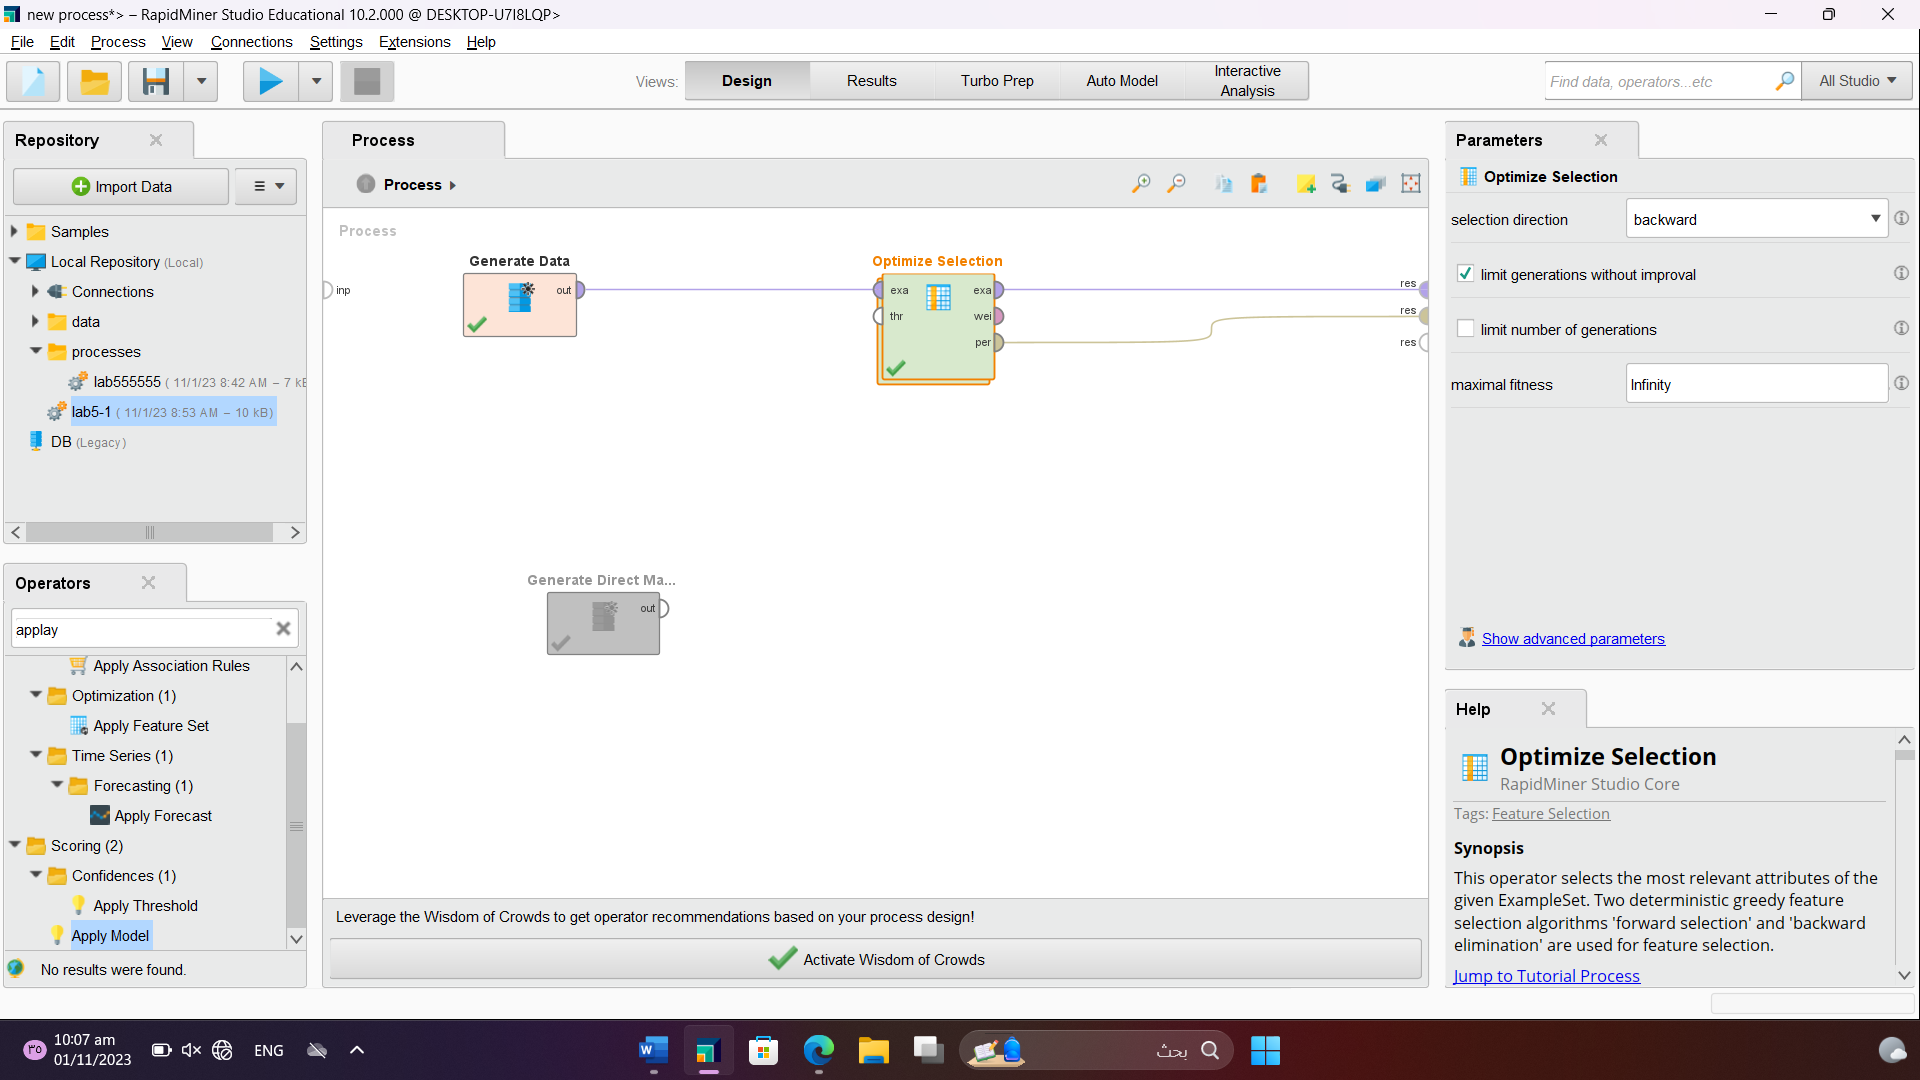 new process*> – RapidMiner Studio Educational 10.2.000 @ DESKTOP-U7I8LQP>
File Edit Process View Connections Settings Extensions Help
Views: Design Results Turbo Prep Auto Model Interactive Analysis
Find data, operators...etc
All Studio
Repository
Import Data
Samples
Local Repository (Local)
Connections
data
processes
lab555555 ( 11/1/23 8:42 AM – 7 kB
lab5-1 ( 11/1/23 8:53 AM – 10 kB)
DB (Legacy)
Operators
applay
Apply Association Rules
Optimization (1)
Apply Feature Set
Time Series (1)
Forecasting (1)
Apply Forecast
Scoring (2)
Confidences (1)
Apply Threshold
Apply Model
No results were found.
Process
Process
Process
inp
Generate Data
out
Optimize Selection
exa exa
thr wei
per
res
res
res
Generate Direct Ma...
out
Leverage the Wisdom of Crowds to get operator recommendations based on your process design!
Activate Wisdom of Crowds
Parameters
Optimize Selection
selection direction backward
limit generations without improval
limit number of generations
maximal fitness Infinity
Show advanced parameters
Help
Optimize Selection
RapidMiner Studio Core
Tags: Feature Selection
Synopsis
This operator selects the most relevant attributes of the
given ExampleSet. Two deterministic greedy feature
selection algorithms 'forward selection' and 'backward
elimination' are used for feature selection.
Jump to Tutorial Process
٣٥
10:07 am
01/11/2023
ENG
بحث